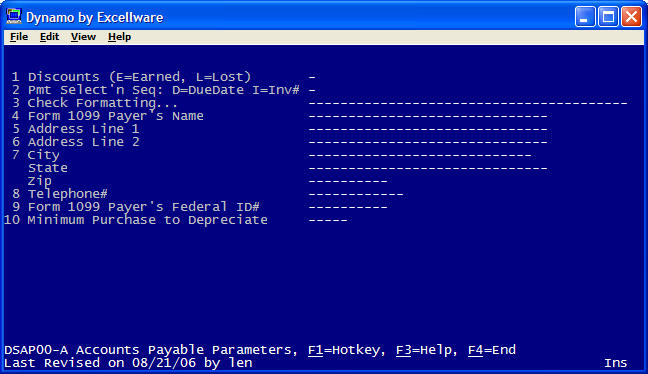 Dynamo by Excellware
File Edit View Help
1 Discounts (E=Earned, L=Lost) -
2 Pmt Select'n Seq: D=DueDate I=Inv# -
3 Check Formatting... ----------------------------------------
4 Form 1099 Payer's Name ------------------------------
5 Address Line 1 ------------------------------
6 Address Line 2 ------------------------------
7 City ----------------------------
State ------------------------------
Zip ----------
8 Telephone# ------------
9 Form 1099 Payer's Federal ID# ----------
10 Minimum Purchase to Depreciate -----
DSAP00-A Accounts Payable Parameters, F1=Hotkey, F3=Help, F4=End
Last Revised on 08/21/06 by len Ins